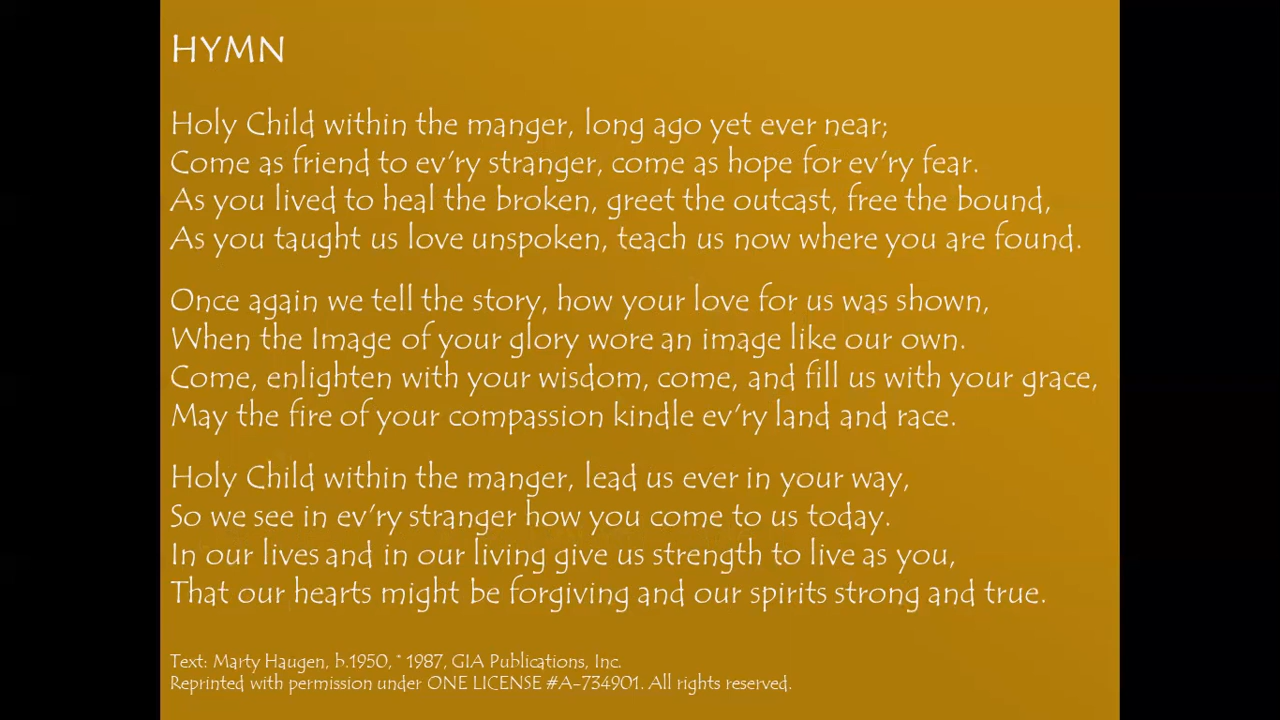 HYMN
Holy Child within the manger, long ago yet ever near;
Come as friend to ev'ry stranger, come as hope for ev'ry fear.
As you lived to heal the broken, greet the outcast, free the bound,
As you taught us love unspoken, teach us now where you are found.
Once again we tell the story, how your love for us was shown,
When the Image of your glory wore an image like our own.
Come, enlighten with your wisdom, come, and fill us with your grace,
May the fire of your compassion kindle ev'ry land and race.
Holy Child within the manger, lead us ever in your way,
So we see in ev'ry stranger how you come to us today.
In our lives and in our living give us strength to live as you,
That our hearts might be forgiving and our spirits strong and true.
Text: Marty Haugen, b.1950, * 1987, GIA Publications, Inc.
Reprinted with permission under ONE LICENSE #A-734901. All rights reserved.